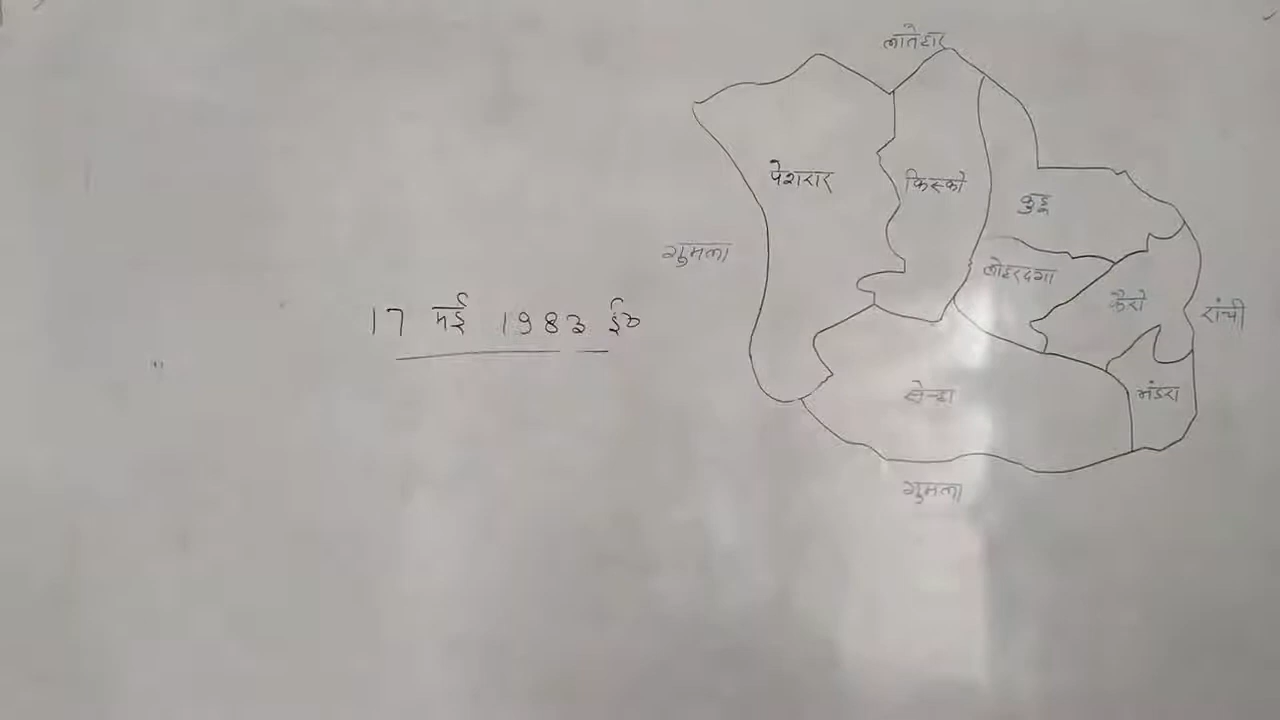 लातेहार
पेशरार
किस्को
कुडू
गुमला
लोहरदगा
कैरो
रांची
17 मई 1983 ई०
सेन्हा
भंडरा
गुमला